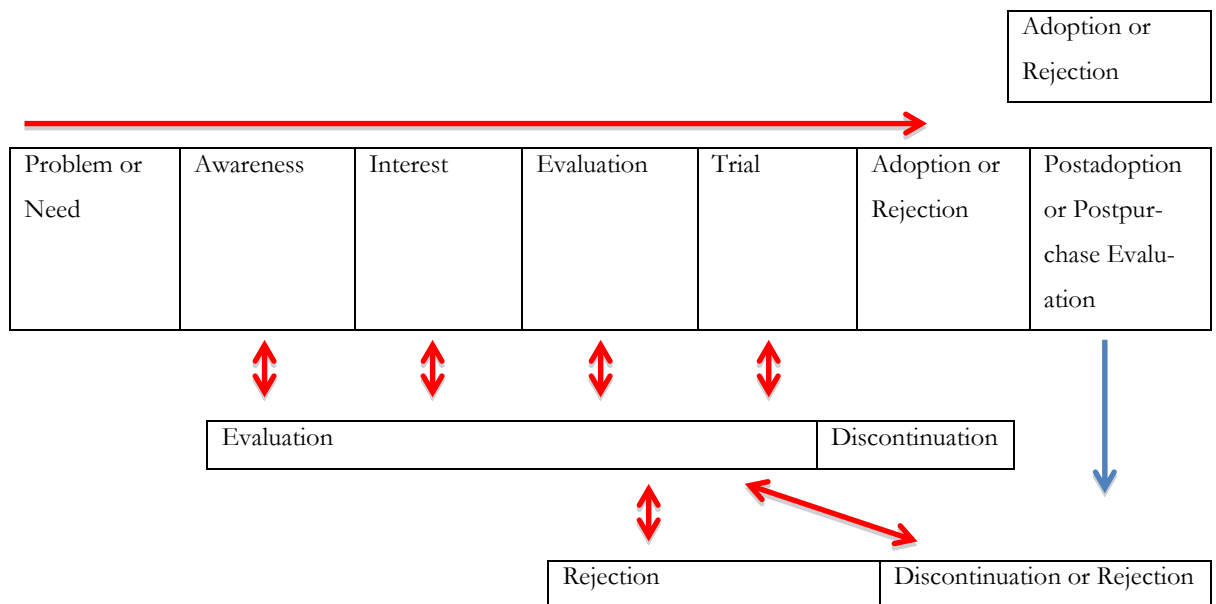 Adoption or
Rejection
Problem or
Need
Awareness
Interest
Evaluation
Trial
Adoption or
Rejection
Postadoption
or Postpur-
chase Evalu-
ation
Evaluation
Discontinuation
Rejection
Discontinuation or Rejection